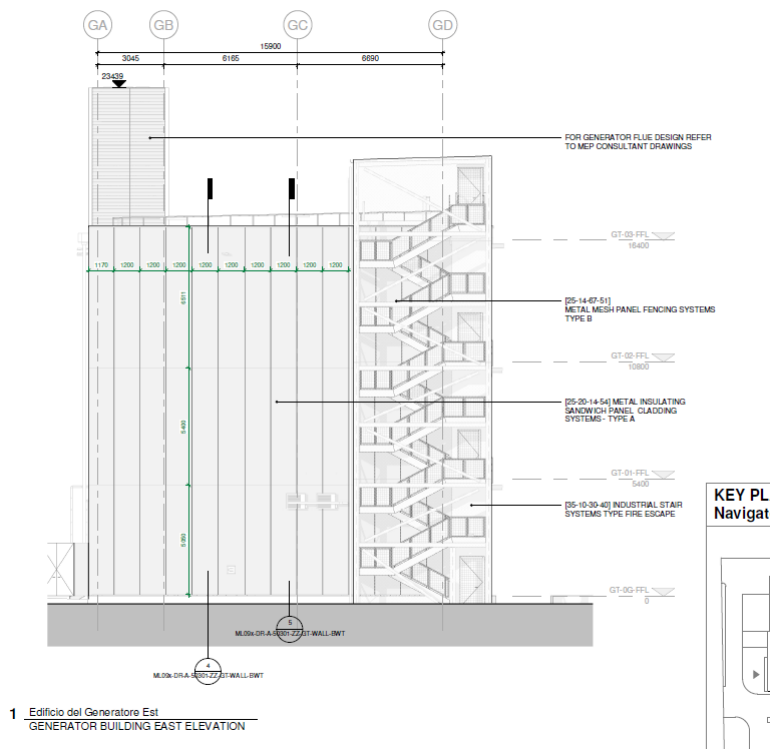 GA GB GC GD
15900
3045 6165 6690
23439
FOR GENERATOR FLUE DESIGN REFER
TO MEP CONSULTANT DRAWINGS
GT-03-FFL
16400
1170 1200 1200 1200 1200 1200 1200 1200 1200 1200
[25-14-67-51]
METAL MESH PANEL FENCING SYSTEMS
TYPE B
GT-02-FFL
10800
[25-20-14-54] METAL INSULATING
SANDWICH PANEL CLADDING
SYSTEMS - TYPE A
5400
GT-01-FFL
5400
KEY PL
Navigat
[35-10-30-40] INDUSTRIAL STAIR
SYSTEMS TYPE FIRE ESCAPE
GT-0G-FFL
0
5
4
1 Edificio del Generatore Est
GENERATOR BUILDING EAST ELEVATION